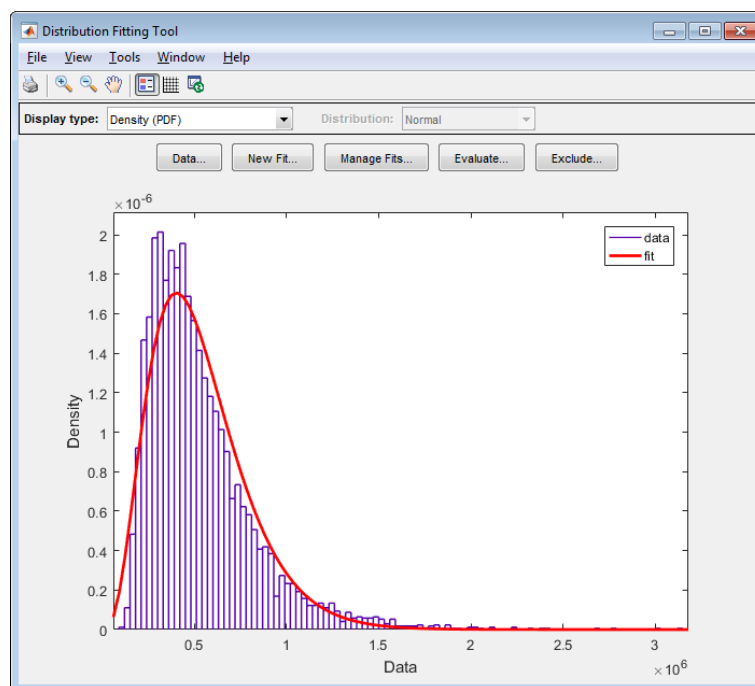 Distribution Fitting Tool
File View Tools Window Help
Display type: Density (PDF) Distribution: Normal
Data... New Fit... Manage Fits... Evaluate... Exclude...
×10-6
data
fit
2
1.8
1.6
1.4
1.2
1
0.8
0.6
0.4
0.2
0
Density
0.5 1 1.5 2 2.5 3
Data
×106